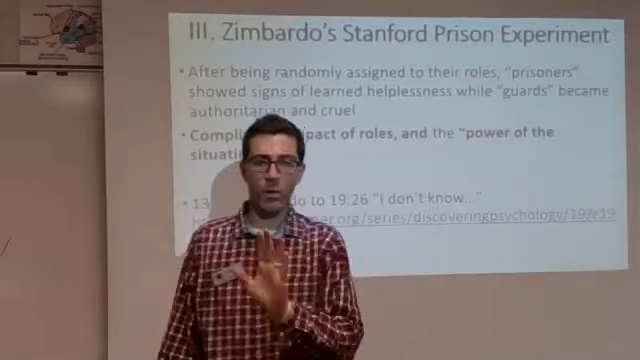 III. Zimbardo's Stanford Prison Experiment
• After being randomly assigned to their roles, "prisoners"
showed signs of learned helplessness while "guards" became
authoritarian and cruel
• pact of roles, and the "power of the
• 13 do to 19:26 "I don't know..."
er.org/series/discoveringpsychology/19/e19